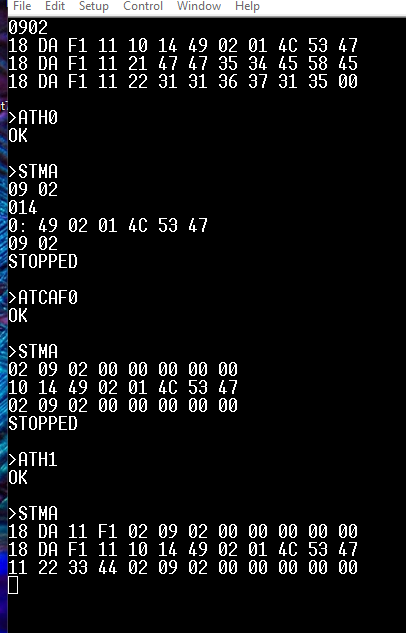 File Edit Setup Control Window Help
0902
18 DA F1 11 10 14 49 02 01 4C 53 47
18 DA F1 11 21 47 47 35 34 45 58 45
18 DA F1 11 22 31 31 36 37 31 35 00
>ATH0
OK
>STMA
09 02
014
0: 49 02 01 4C 53 47
09 02
STOPPED
>ATCAF0
OK
>STMA
02 09 02 00 00 00 00 00
10 14 49 02 01 4C 53 47
02 09 02 00 00 00 00 00
STOPPED
>ATH1
OK
>STMA
18 DA 11 F1 02 09 02 00 00 00 00 00
18 DA F1 11 10 14 49 02 01 4C 53 47
11 22 33 44 02 09 02 00 00 00 00 00